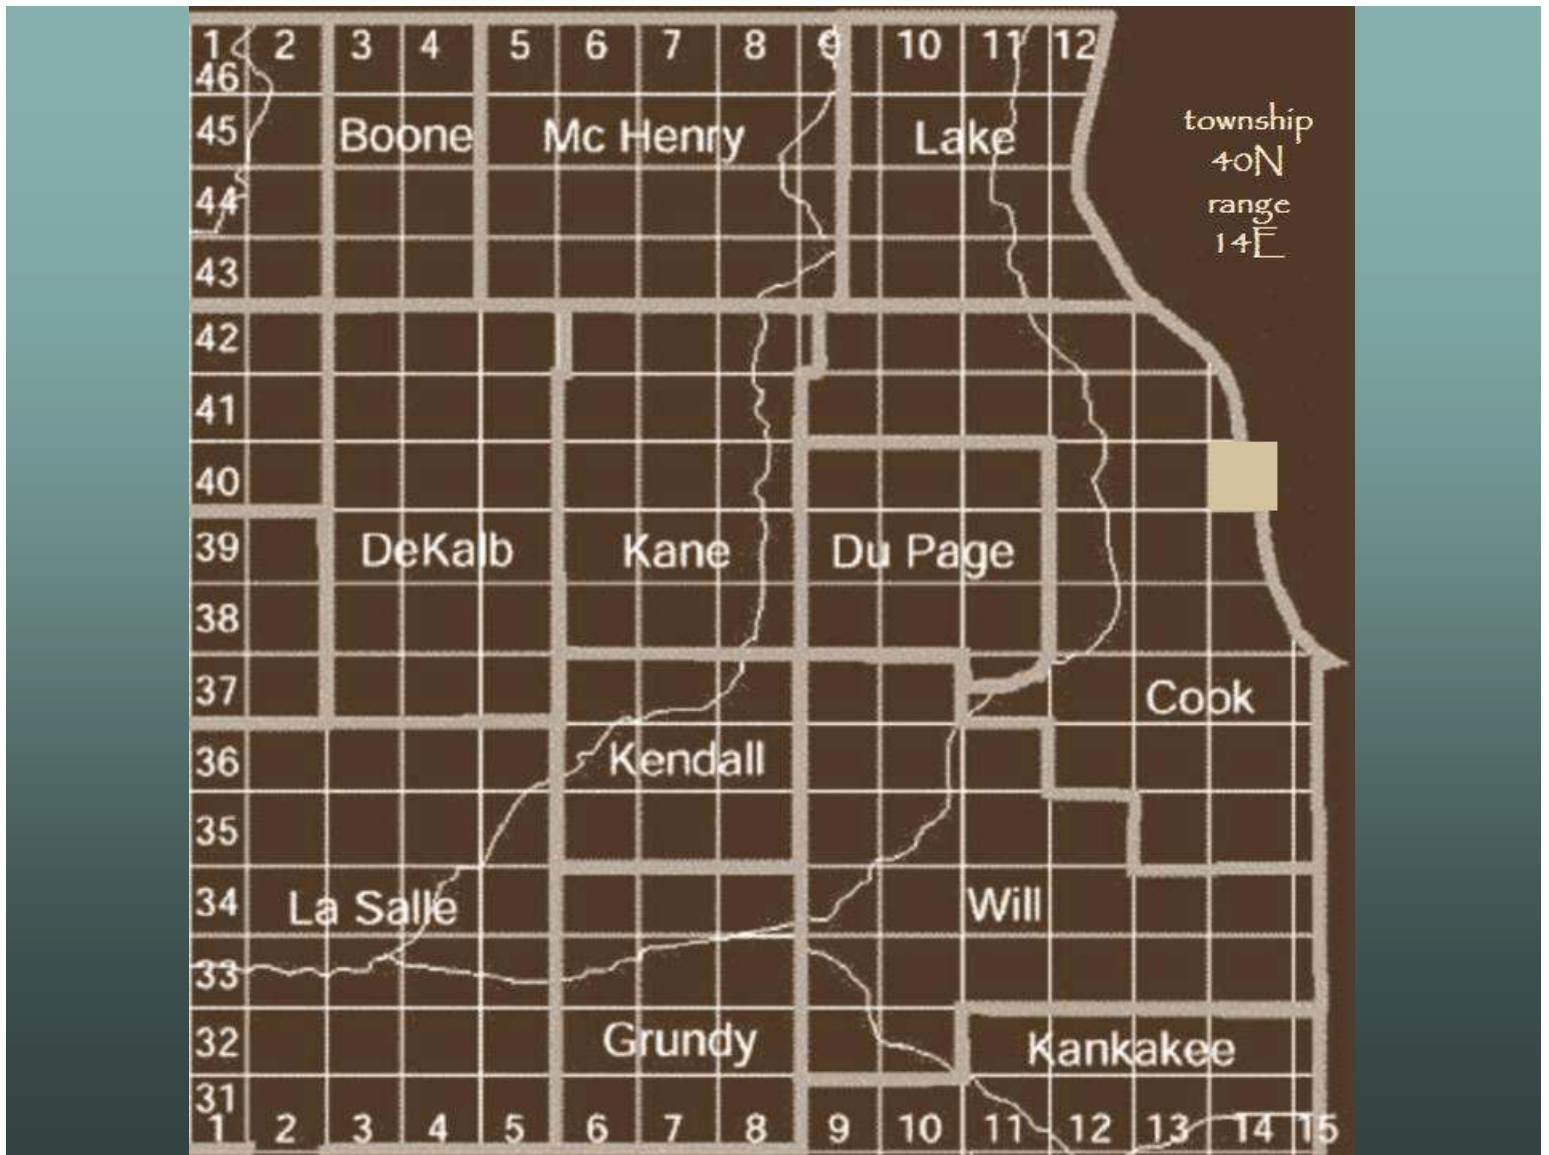 1 2 3 4 5 6 7 8 9 10 11 12
46
45 Boone Mc Henry Lake
township
40N
range
14E
44
43
42
41
40
39 DeKalb Kane Du Page
38
37 Cook
36 Kendall
35
34 La Salle Will
33
32 Grundy Kankakee
31
1 2 3 4 5 6 7 8 9 10 11 12 13 14 15